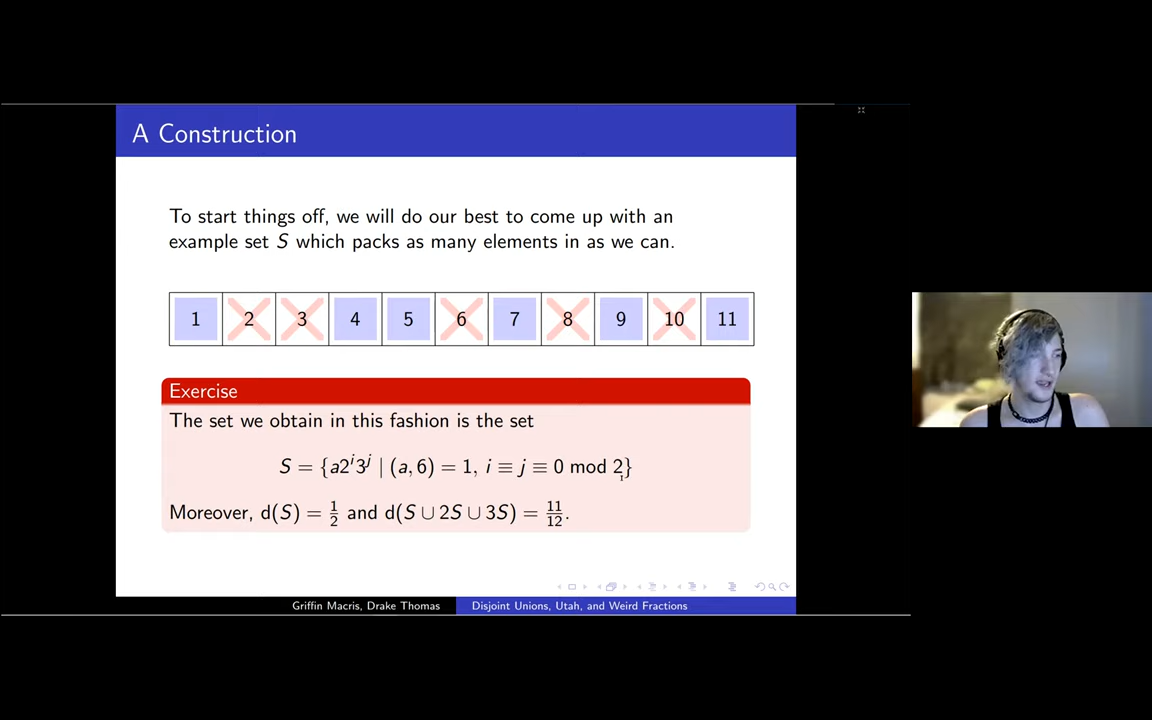 A Construction
To start things off, we will do our best to come up with an
example set S which packs as many elements in as we can.
1 2 3 4 5 6 7 8 9 10 11
Exercise
The set we obtain in this fashion is the set
S = {a2^i3^j | (a, 6) = 1, i ≡ j ≡ 0 mod 2}
Moreover, d(S) = 1/2 and d(S ∪ 2S ∪ 3S) = 11/12.
Griffin Macris, Drake Thomas Disjoint Unions, Utah, and Weird Fractions